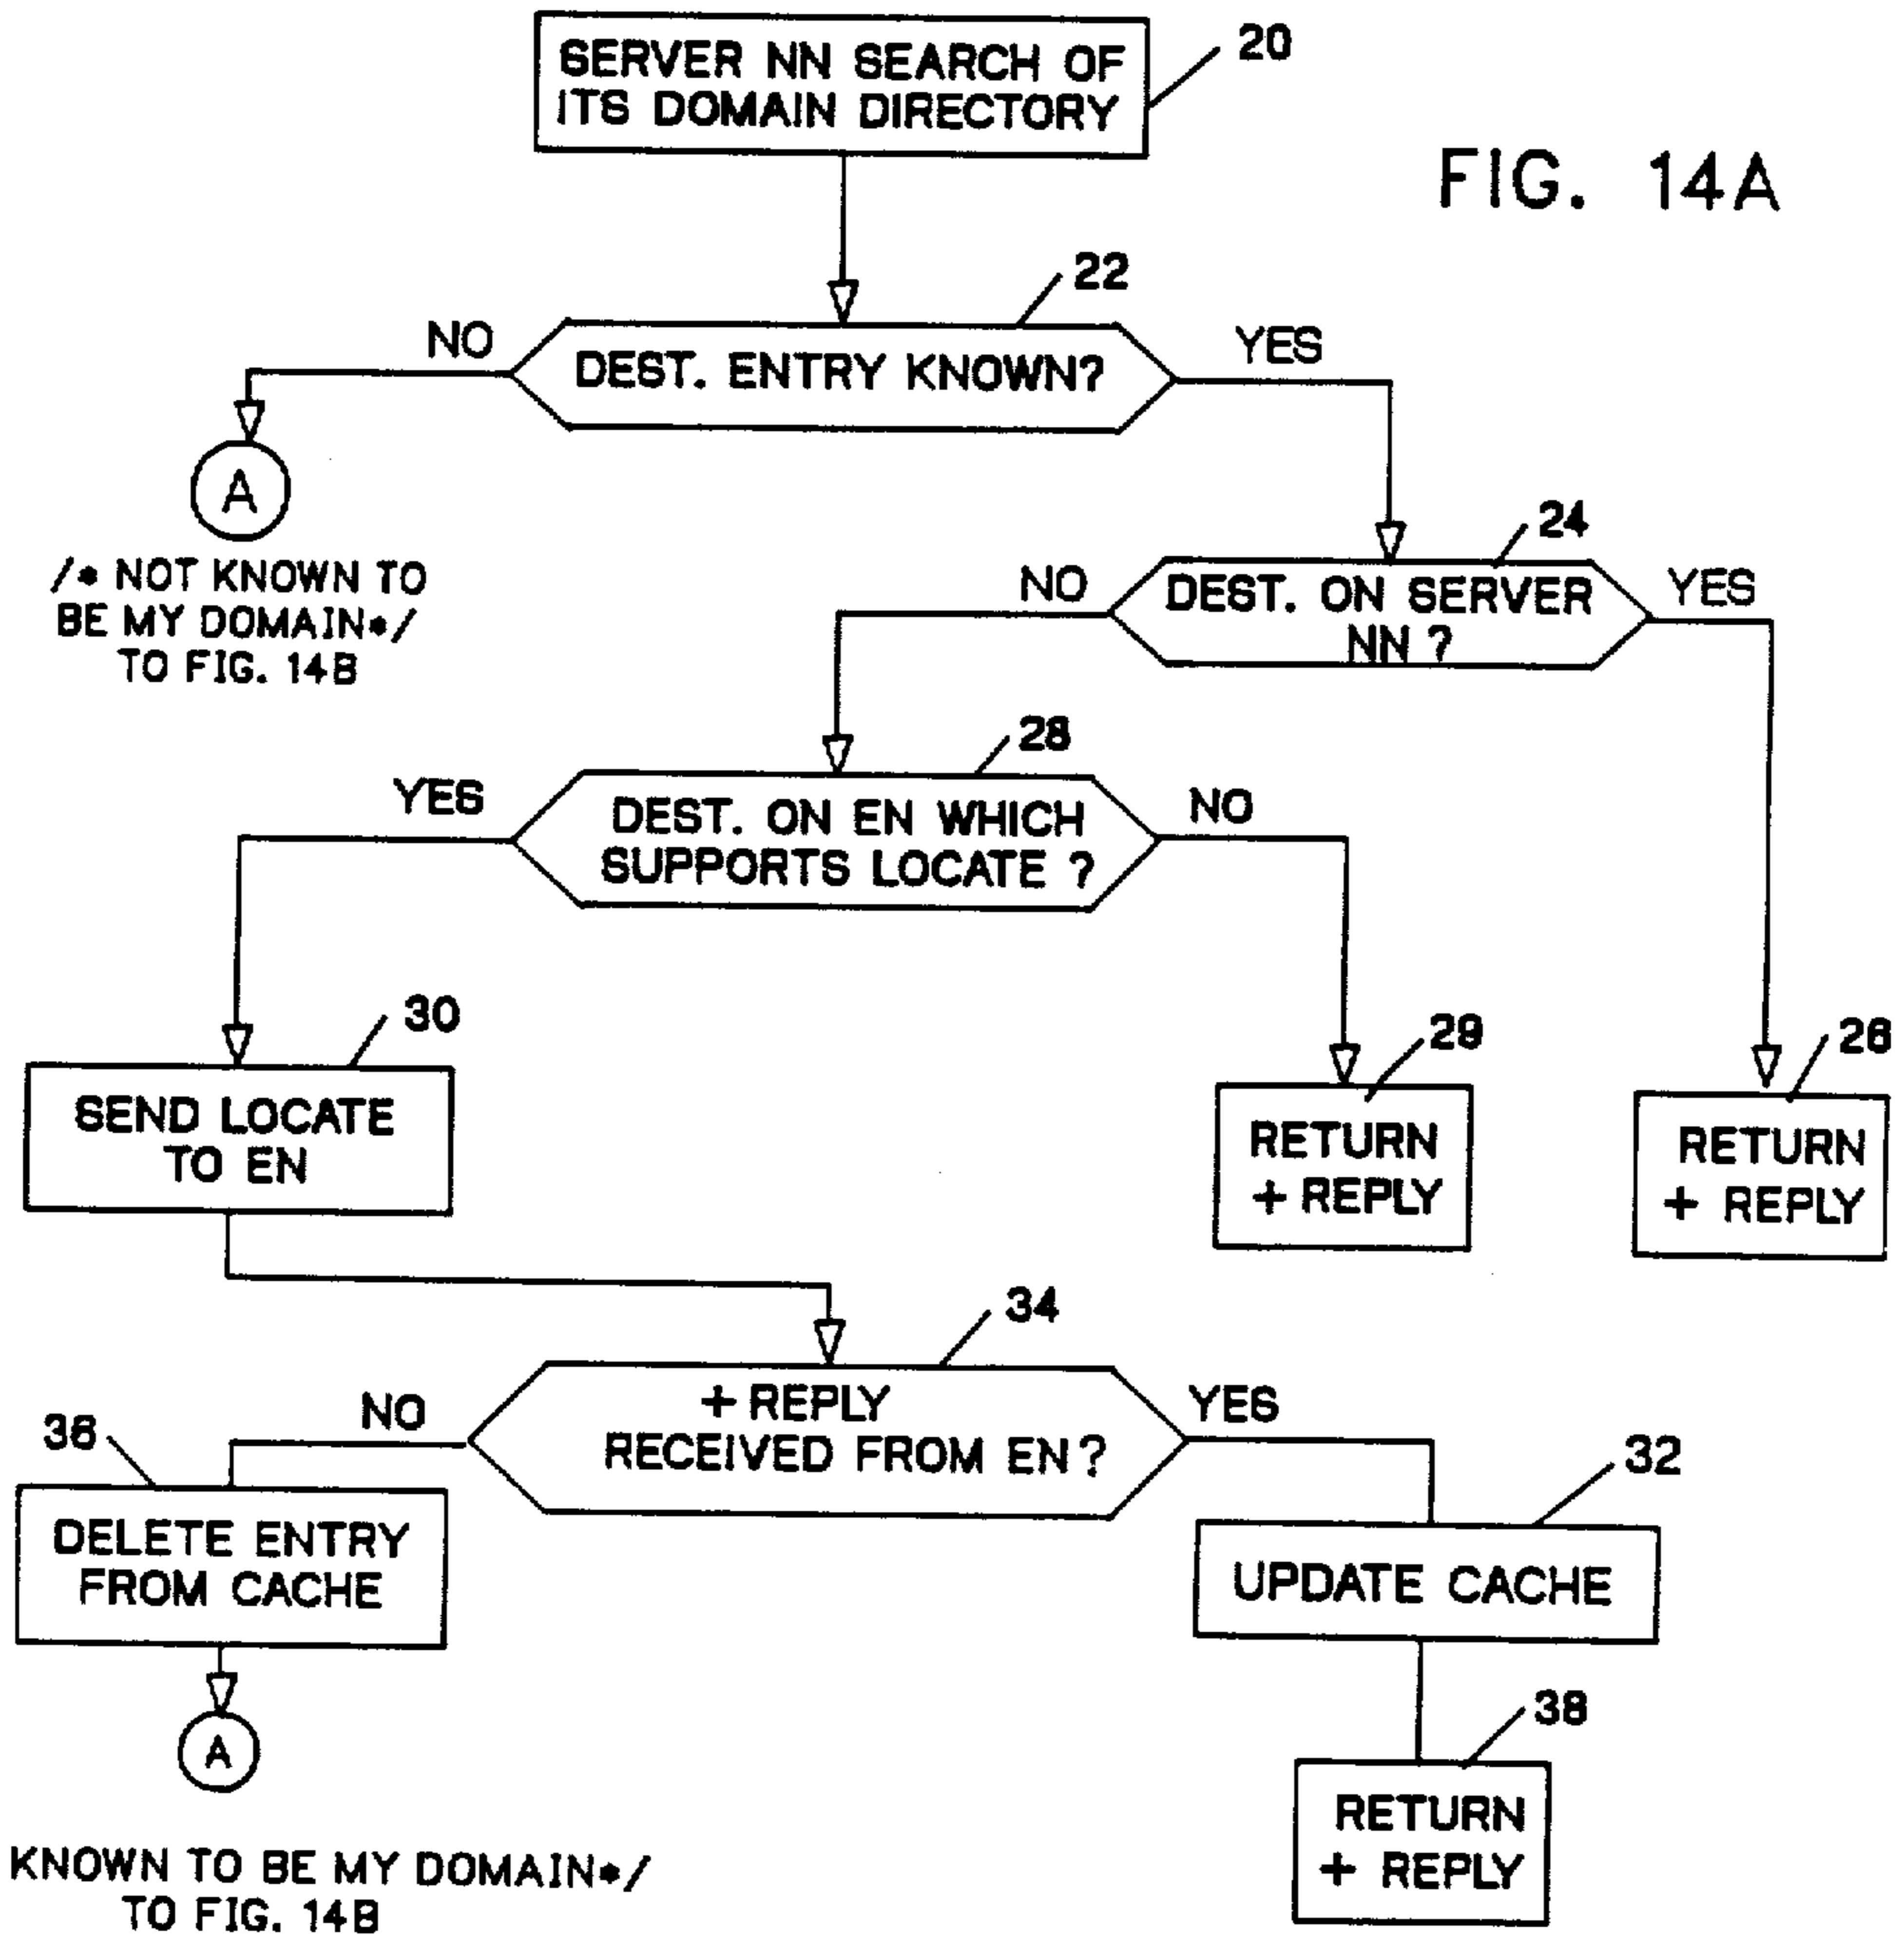 SERVER NN SEARCH OF
ITS DOMAIN DIRECTORY
20
FIG. 14A
22
NO
DEST. ENTRY KNOWN?
YES
A
/* NOT KNOWN TO
BE MY DOMAIN*/
TO FIG. 14B
24
NO
DEST. ON SERVER
NN ?
YES
28
YES
DEST. ON EN WHICH
SUPPORTS LOCATE ?
NO
30
SEND LOCATE
TO EN
29
RETURN
+ REPLY
26
RETURN
+ REPLY
34
NO
+ REPLY
RECEIVED FROM EN?
YES
36
DELETE ENTRY
FROM CACHE
32
UPDATE CACHE
A
38
RETURN
+ REPLY
KNOWN TO BE MY DOMAIN*/
TO FIG. 14B